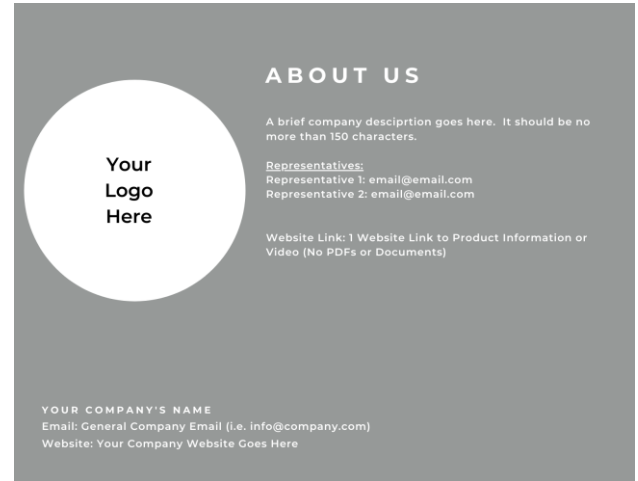 Your
Logo
Here
ABOUT US
A brief company desciprtion goes here. It should be no
more than 150 characters.
Representatives:
Representative 1: email@email.com
Representative 2: email@email.com
Website Link: 1 Website Link to Product Information or
Video (No PDFs or Documents)
YOUR COMPANY'S NAME
Email: General Company Email (i.e. info@company.com)
Website: Your Company Website Goes Here